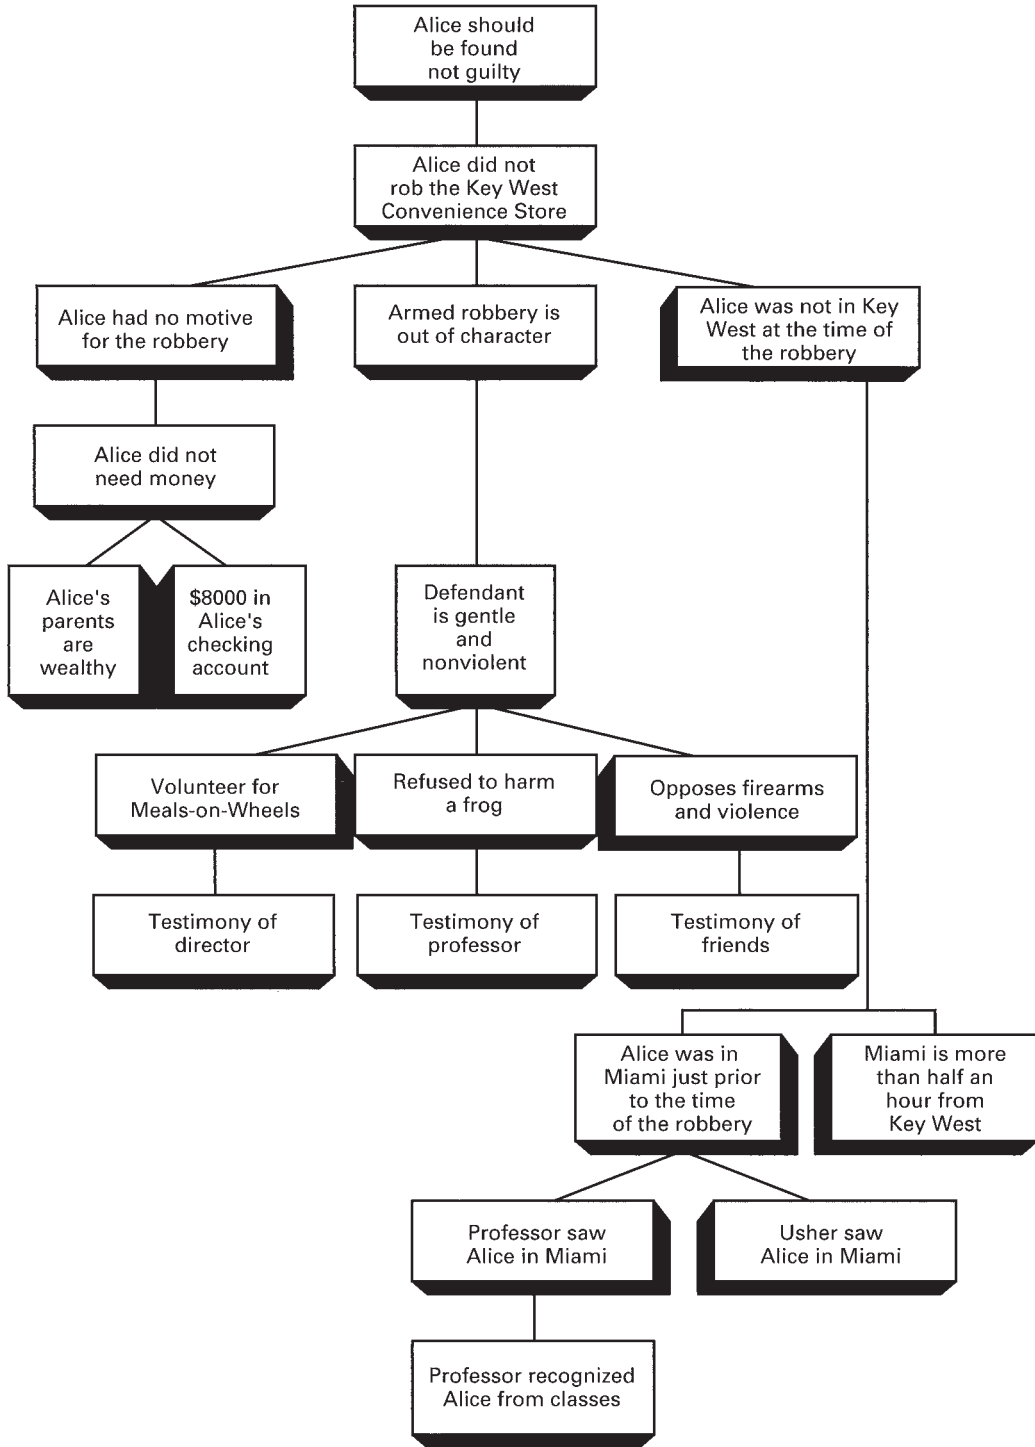 Alice should
be found
not guilty
Alice did not
rob the Key West
Convenience Store
Alice had no motive
for the robbery
Armed robbery is
out of character
Alice was not in Key
West at the time of
the robbery
Alice did not
need money
Alice's
parents
are
wealthy
$8000 in
Alice's
checking
account
Defendant
is gentle
and
nonviolent
Volunteer for
Meals-on-Wheels
Refused to harm
a frog
Opposes firearms
and violence
Testimony of
director
Testimony of
professor
Testimony of
friends
Alice was in
Miami just prior
to the time
of the robbery
Miami is more
than half an
hour from
Key West
Professor saw
Alice in Miami
Usher saw
Alice in Miami
Professor recognized
Alice from classes